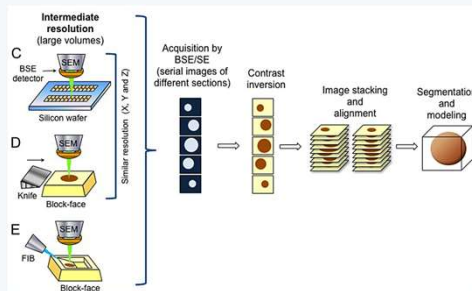 Intermediate
resolution
(large volumes)
C
SEM
BSE
detector
Silicon wafer
D
SEM
Knife
Block-face
E
SEM
FIB
Block-face
Similar resolution (X, Y and Z)
Acquisition by
BSE/SE
(serial images of
different sections)
Contrast
inversion
Image stacking
and
alignment
Segmentation
and
modeling